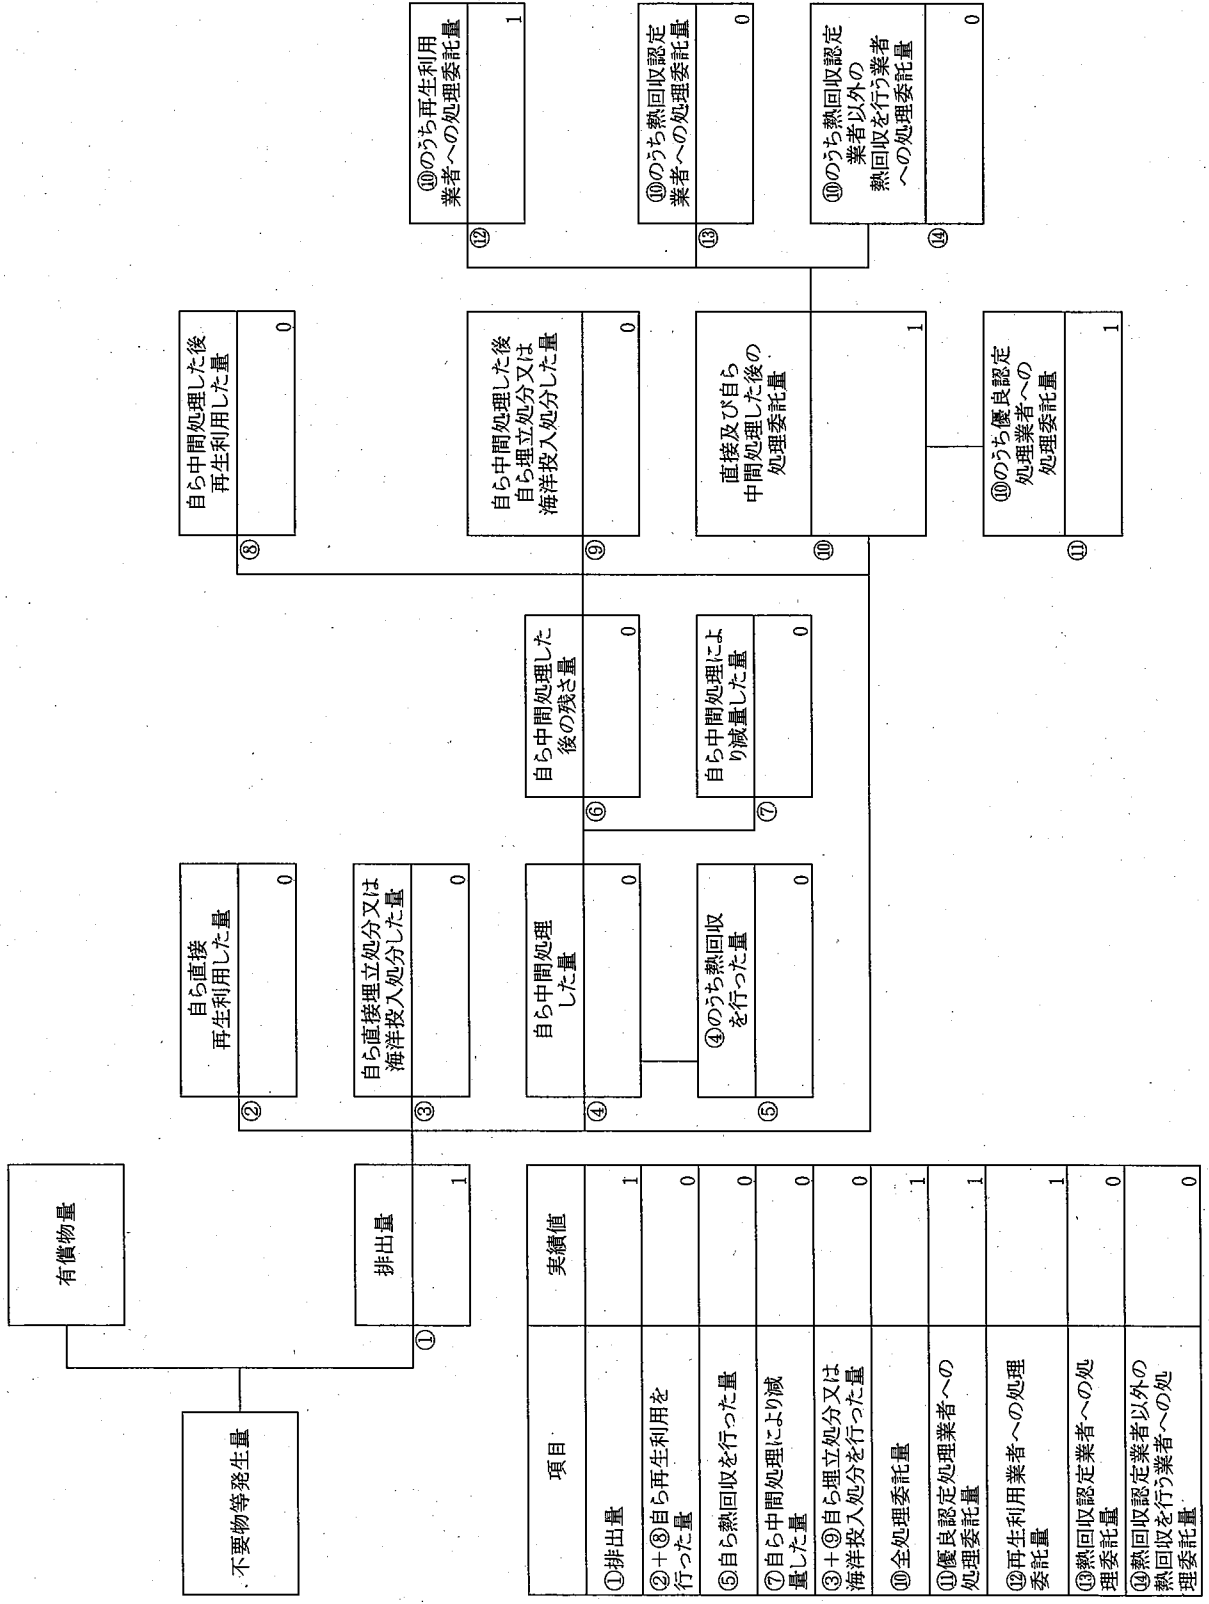 不要物等発生量
有償物量
排出量
①
1
自ら直接
再生利用した量
②
0
自ら直接埋立処分又は
海洋投入処分した量
③
0
自ら中間処理
した量
④
0
④のうち熱回収
を行った量
⑤
0
自ら中間処理した
後の残さ量
⑥
0
自ら中間処理によ
り減量した量
⑦
0
自ら中間処理した後
再生利用した量
⑧
0
自ら中間処理した後
自ら埋立処分又は
海洋投入処分した量
⑨
0
直接及び自ら
中間処理した後の
処理委託量
⑩
1
⑩のうち優良認定
処理業者への
処理委託量
⑪
1
⑩のうち再生利用
業者への処理委託量
⑫
1
⑩のうち熱回収認定
業者への処理委託量
⑬
0
⑩のうち熱回収認定
業者以外の
熱回収を行う業者
への処理委託量
⑭
0
項目 実績値
①排出量 1
②+⑧自ら再生利用を
行った量 0
⑤自ら熱回収を行った量 0
⑦自ら中間処理により減
量した量 0
③+⑨自ら埋立処分又は
海洋投入処分を行った量 0
⑩全処理委託量 1
⑪優良認定処理業者への
処理委託量 1
⑫再生利用業者への処理
委託量 1
⑬熱回収認定業者への処
理委託量 0
⑭熱回収認定業者以外の
熱回収を行う業者への処
理委託量 0